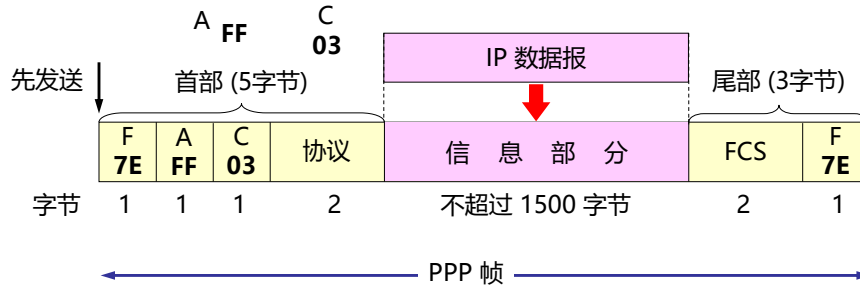 A FF
C 03
IP 数据报
先发送
首部 (5字节)
尾部 (3字节)
F A C 协议 信 息 部 分 FCS F
7E FF 03 7E
字节 1 1 1 2 不超过 1500 字节 2 1
PPP 帧